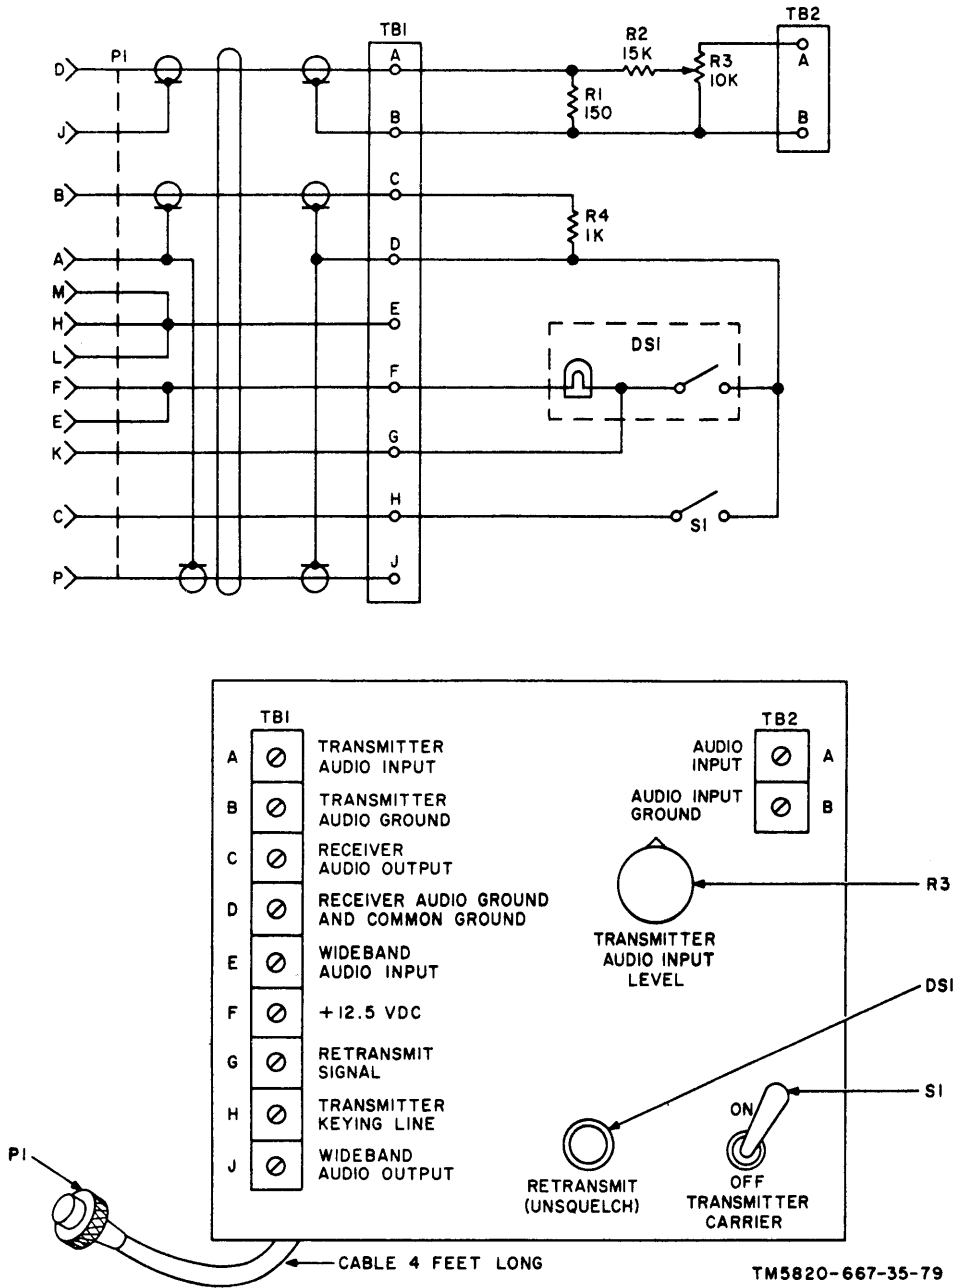 TB2
TB1
R2
15K
P1
A
D
A
R3
10K
R1
150
B
B
J
C
B
R4
1K
D
A
M
E
H
DS1
L
F
F
E
G
K
H
C
S1
J
P
TB1
TB2
A
TRANSMITTER
AUDIO INPUT
AUDIO
INPUT
A
B
TRANSMITTER
AUDIO GROUND
AUDIO INPUT
GROUND
B
C
RECEIVER
AUDIO OUTPUT
R3
D
RECEIVER AUDIO GROUND
AND COMMON GROUND
TRANSMITTER
AUDIO INPUT
LEVEL
E
WIDEBAND
AUDIO INPUT
DS1
F
+12.5 VDC
G
RETRANSMIT
SIGNAL
S1
H
TRANSMITTER
KEYING LINE
ON
P1
J
WIDEBAND
AUDIO OUTPUT
RETRANSMIT
(UNSQUELCH)
OFF
TRANSMITTER
CARRIER
CABLE 4 FEET LONG
TM5820-667-35-79